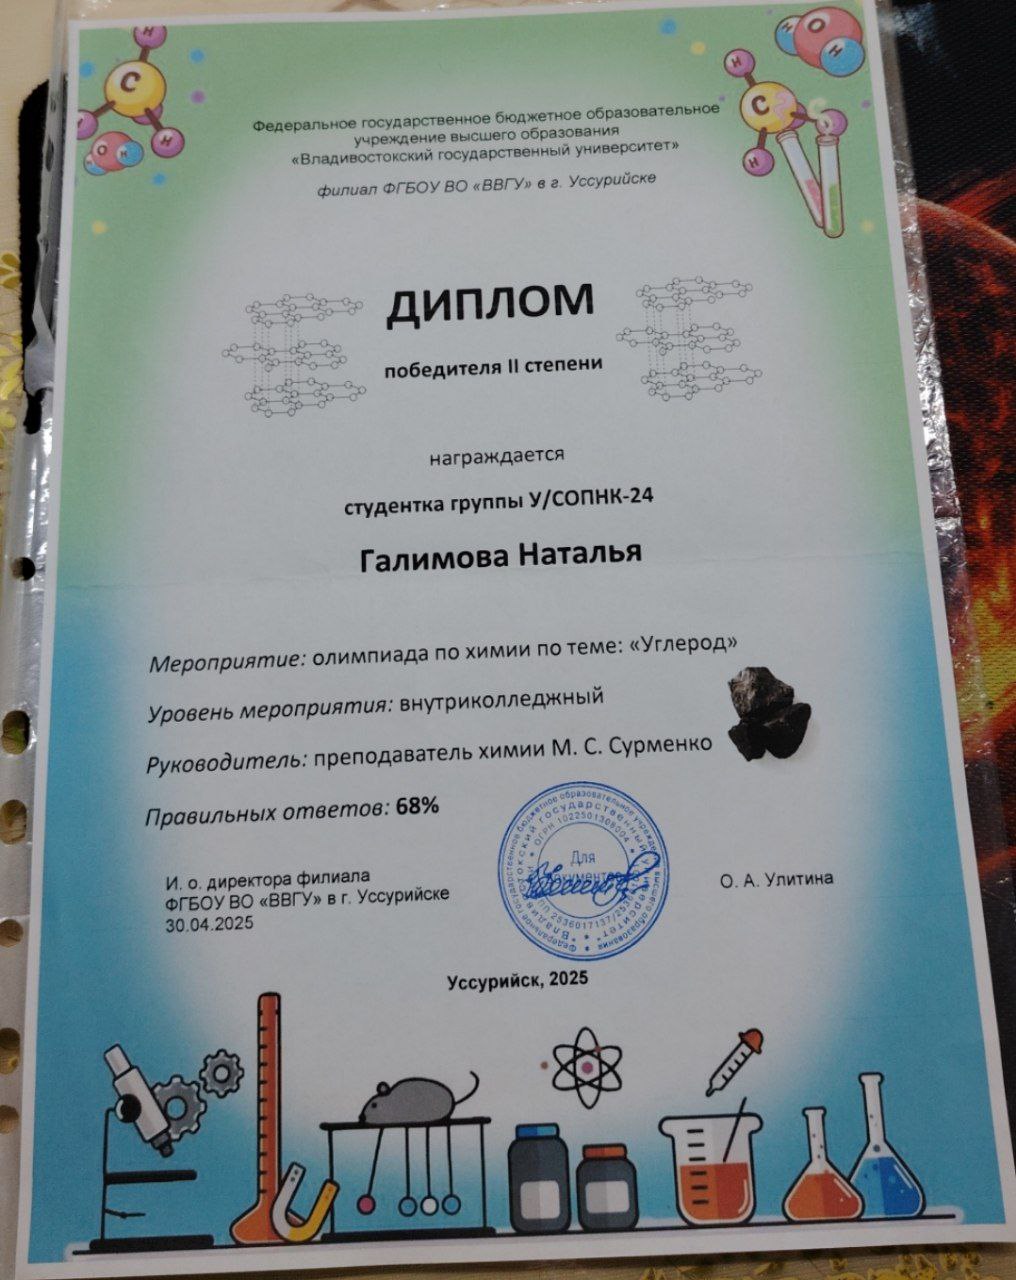 Федеральное государственное бюджетное образовательное
учреждение высшего образования
«Владивостокский государственный университет»
филиал ФГБОУ ВО «ВВГУ» в г. Уссурийске
ДИПЛОМ
победителя II степени
награждается
студентка группы У/СОПНК-24
Галимова Наталья
Мероприятие: олимпиада по химии по теме: «Углерод»
Уровень мероприятия: внутриколледжный
Руководитель: преподаватель химии М. С. Сурменко
Правильных ответов: 68%
И. о. директора филиала
ФГБОУ ВО «ВВГУ» в г. Уссурийске
30.04.2025
Для
документов
О. А. Улитина
Уссурийск, 2025